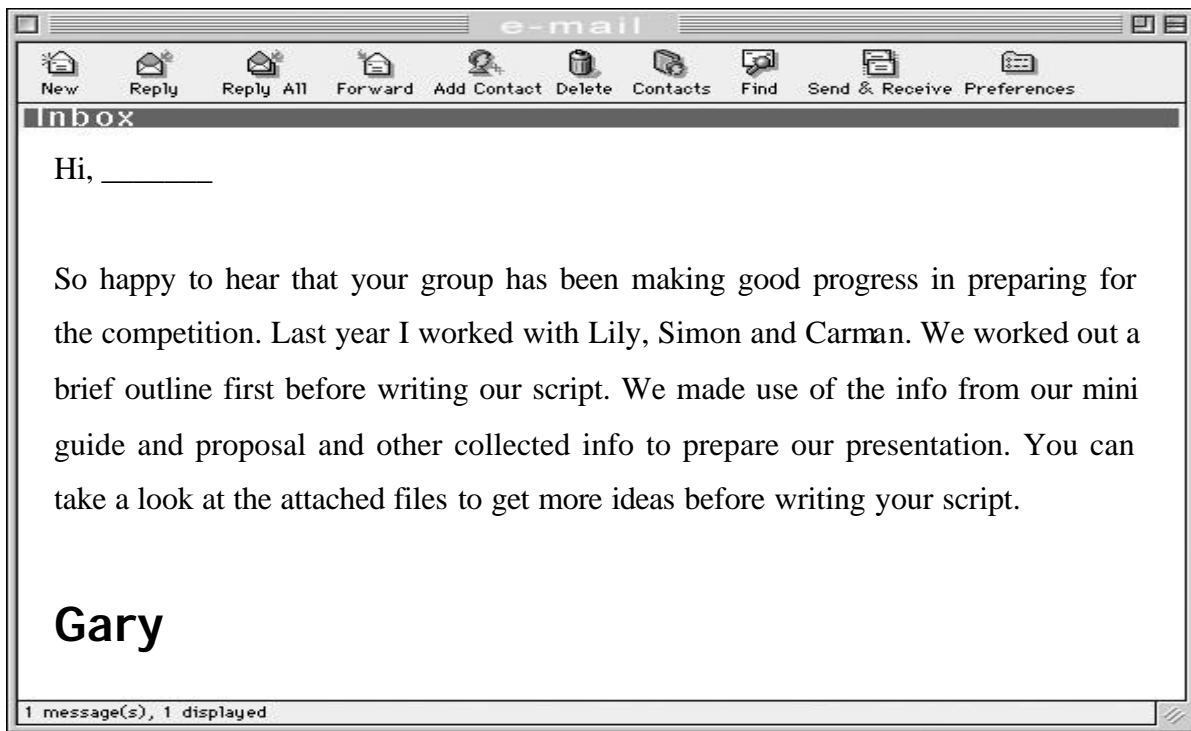 e-mail
New Reply Reply All Forward Add Contact Delete Contacts Find Send & Receive Preferences
Inbox
Hi, _______
So happy to hear that your group has been making good progress in preparing for
the competition. Last year I worked with Lily, Simon and Carman. We worked out a
brief outline first before writing our script. We made use of the info from our mini
guide and proposal and other collected info to prepare our presentation. You can
take a look at the attached files to get more ideas before writing your script.
Gary
1 message(s), 1 displayed